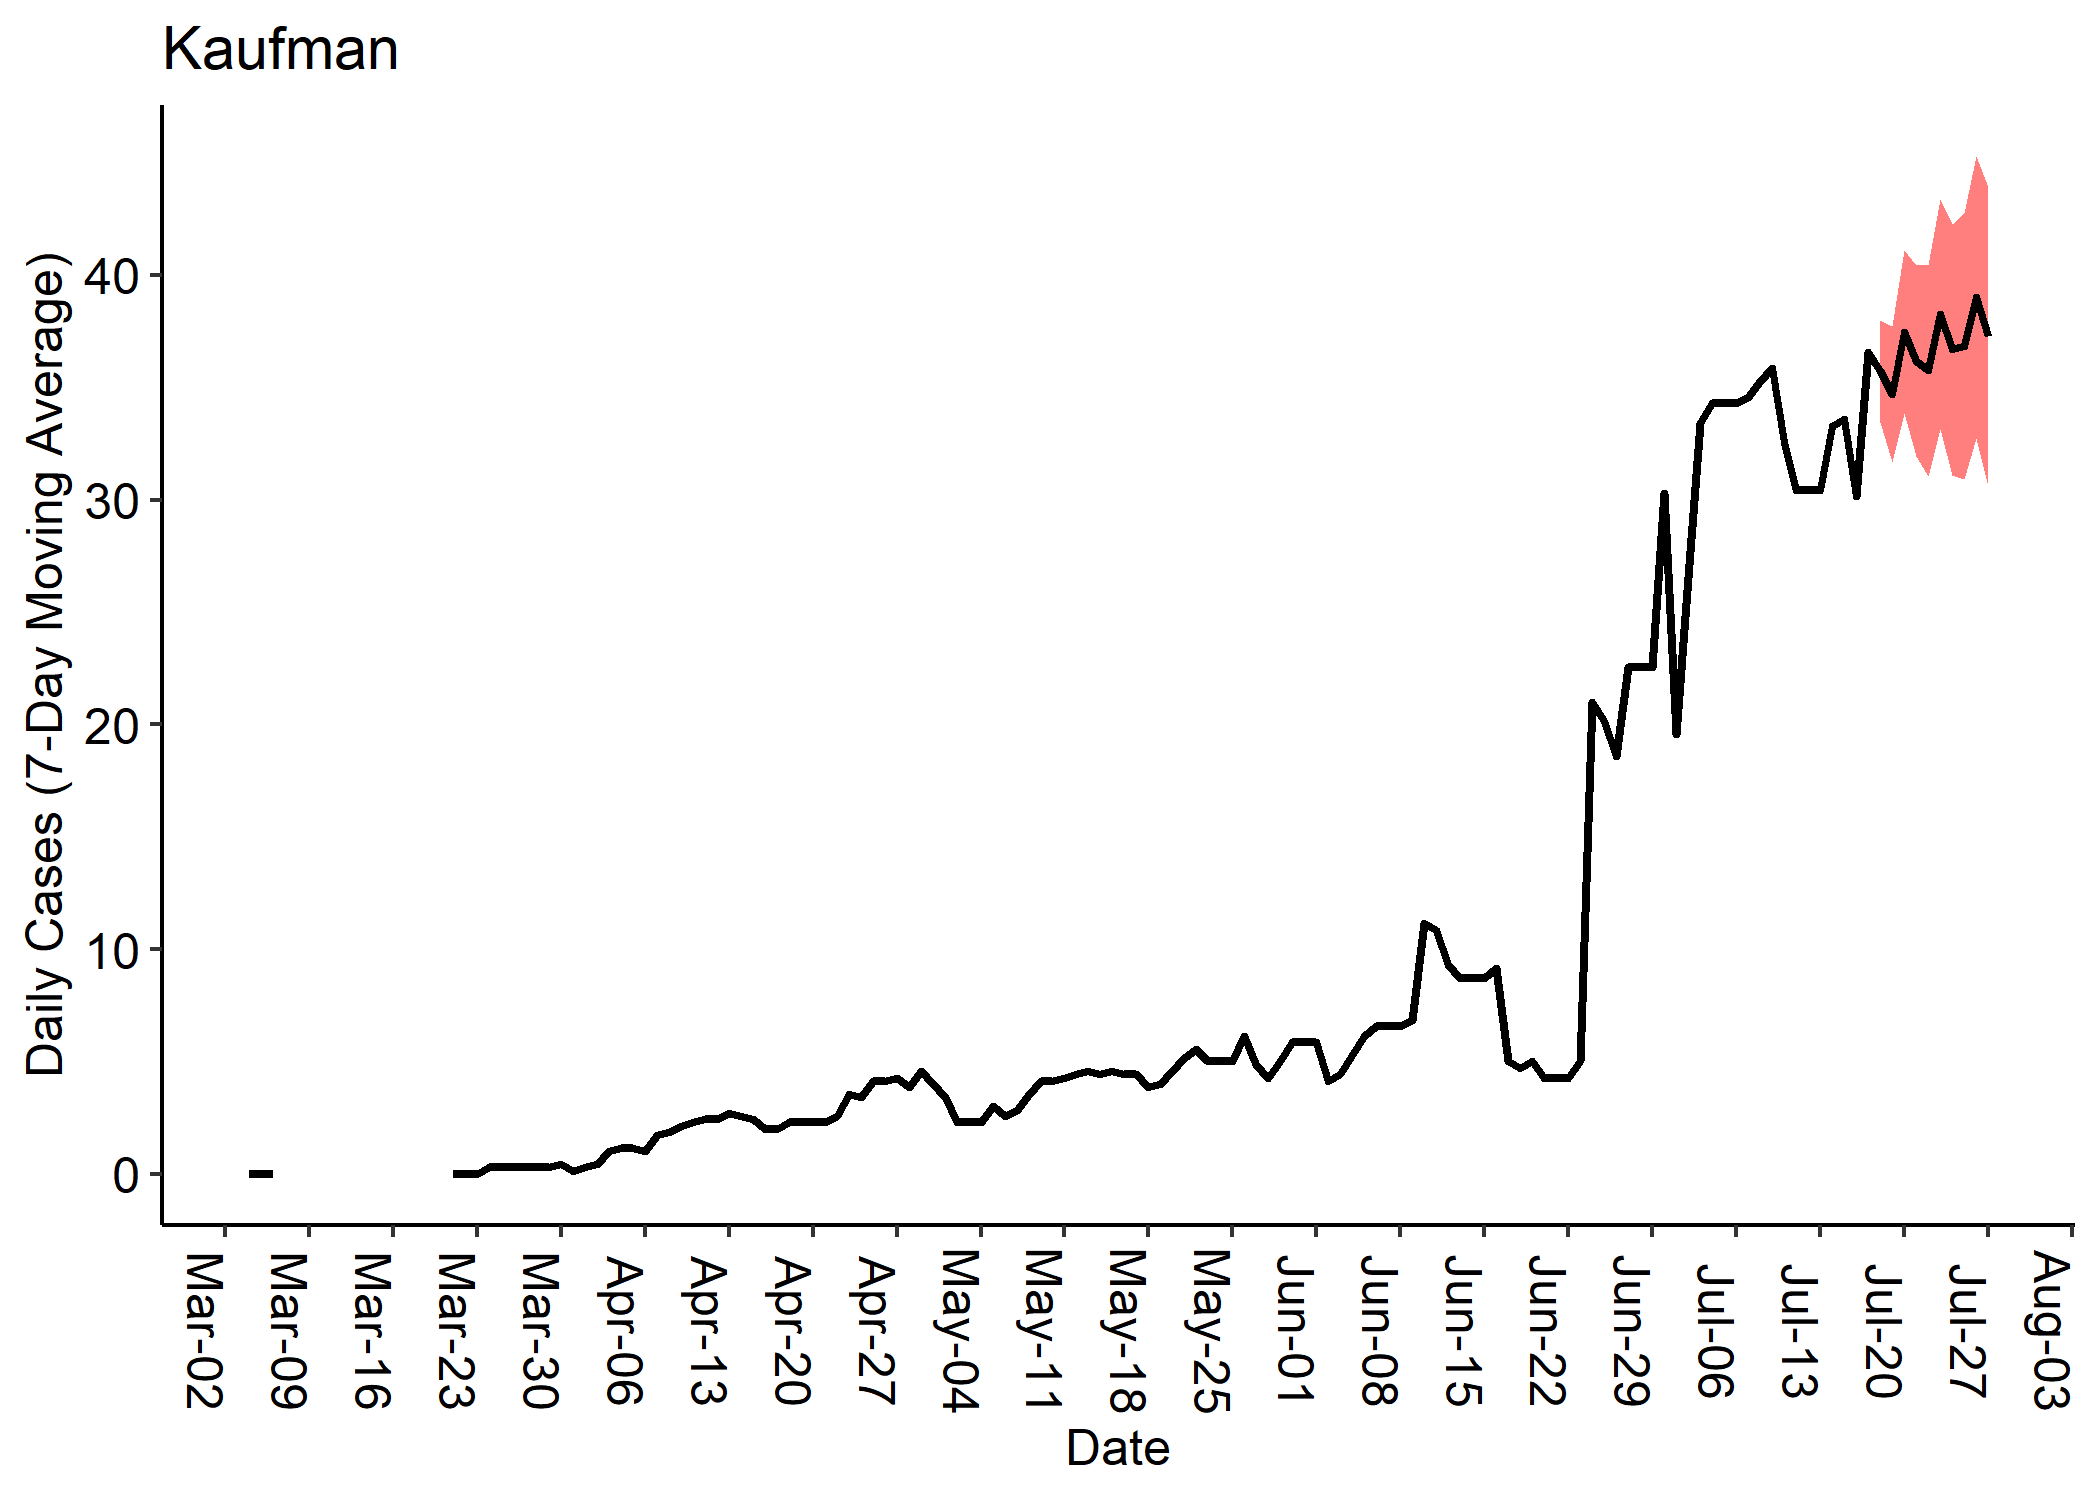 Kaufman
Daily Cases (7-Day Moving Average)
40
30
20
10
0
Mar-02
Mar-09
Mar-16
Mar-23
Mar-30
Apr-06
Apr-13
Apr-20
Apr-27
May-04
May-11
May-18
May-25
Jun-01
Jun-08
Jun-15
Jun-22
Jun-29
Jul-06
Jul-13
Jul-20
Jul-27
Aug-03
Date